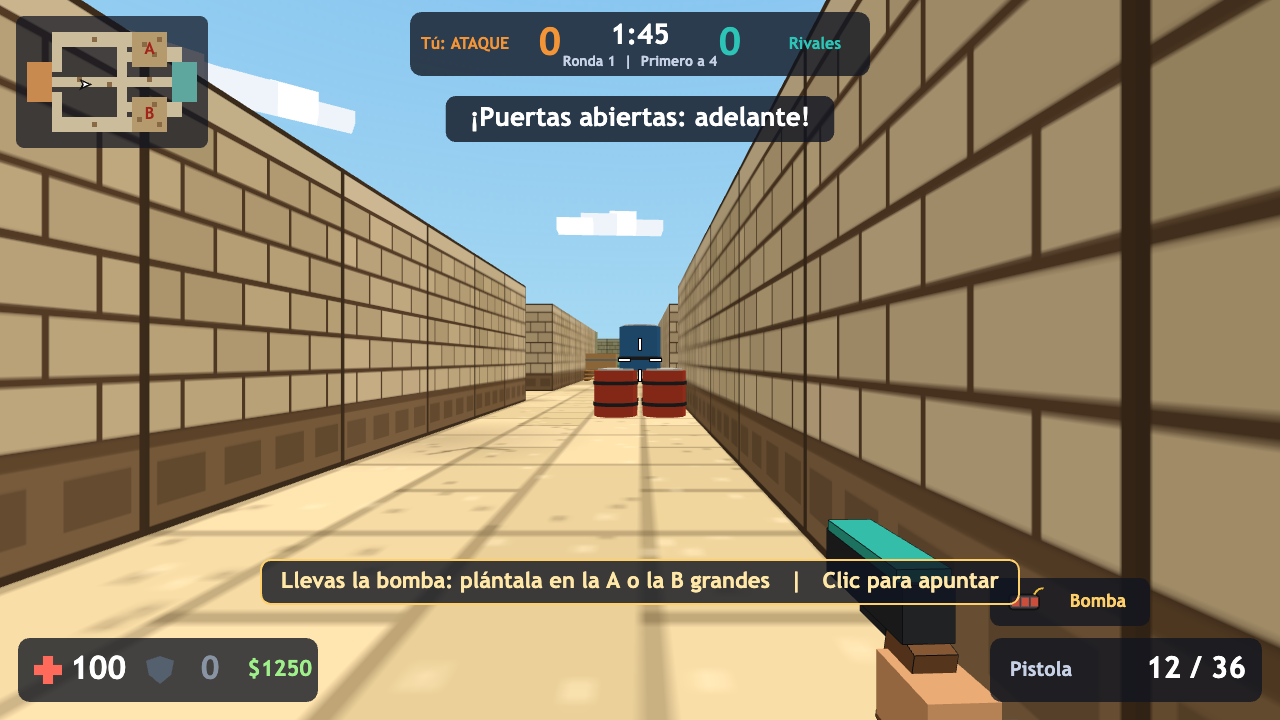 A
B
Tú: ATAQUE 0 1:45 0 Rivales
Ronda 1 | Primero a 4
¡Puertas abiertas: adelante!
Llevas la bomba: plántala en la A o la B grandes | Clic para apuntar
Bomba
100 0 $1250
Pistola 12 / 36